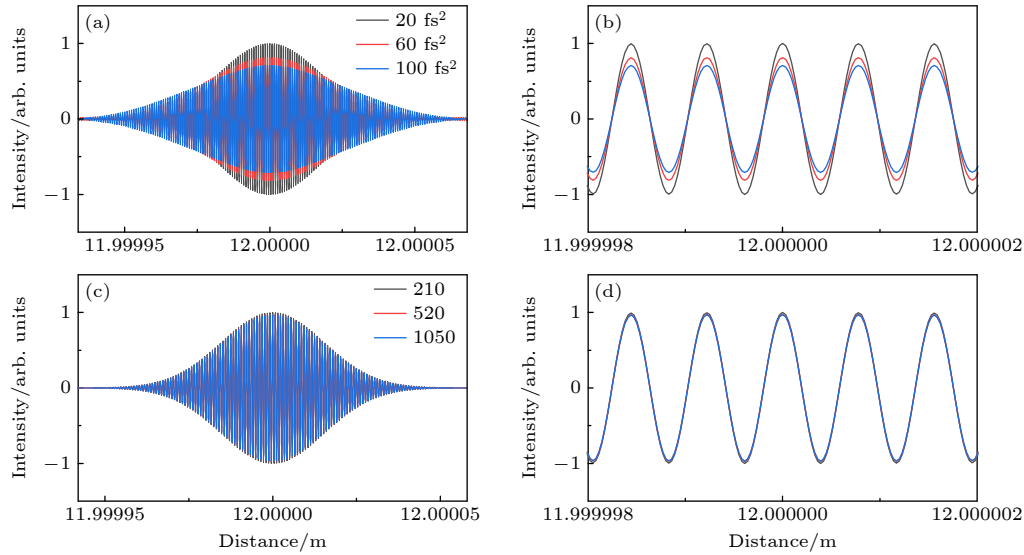 (a)
20 fs²
60 fs²
100 fs²
Intensity/arb. units
1
0
−1
11.99995
12.00000
12.00005
(b)
Intensity/arb. units
1
0
−1
11.999998
12.000000
12.000002
(c)
210
520
1050
Intensity/arb. units
1
0
−1
11.99995
12.00000
12.00005
Distance/m
(d)
Intensity/arb. units
1
0
−1
11.999998
12.000000
12.000002
Distance/m